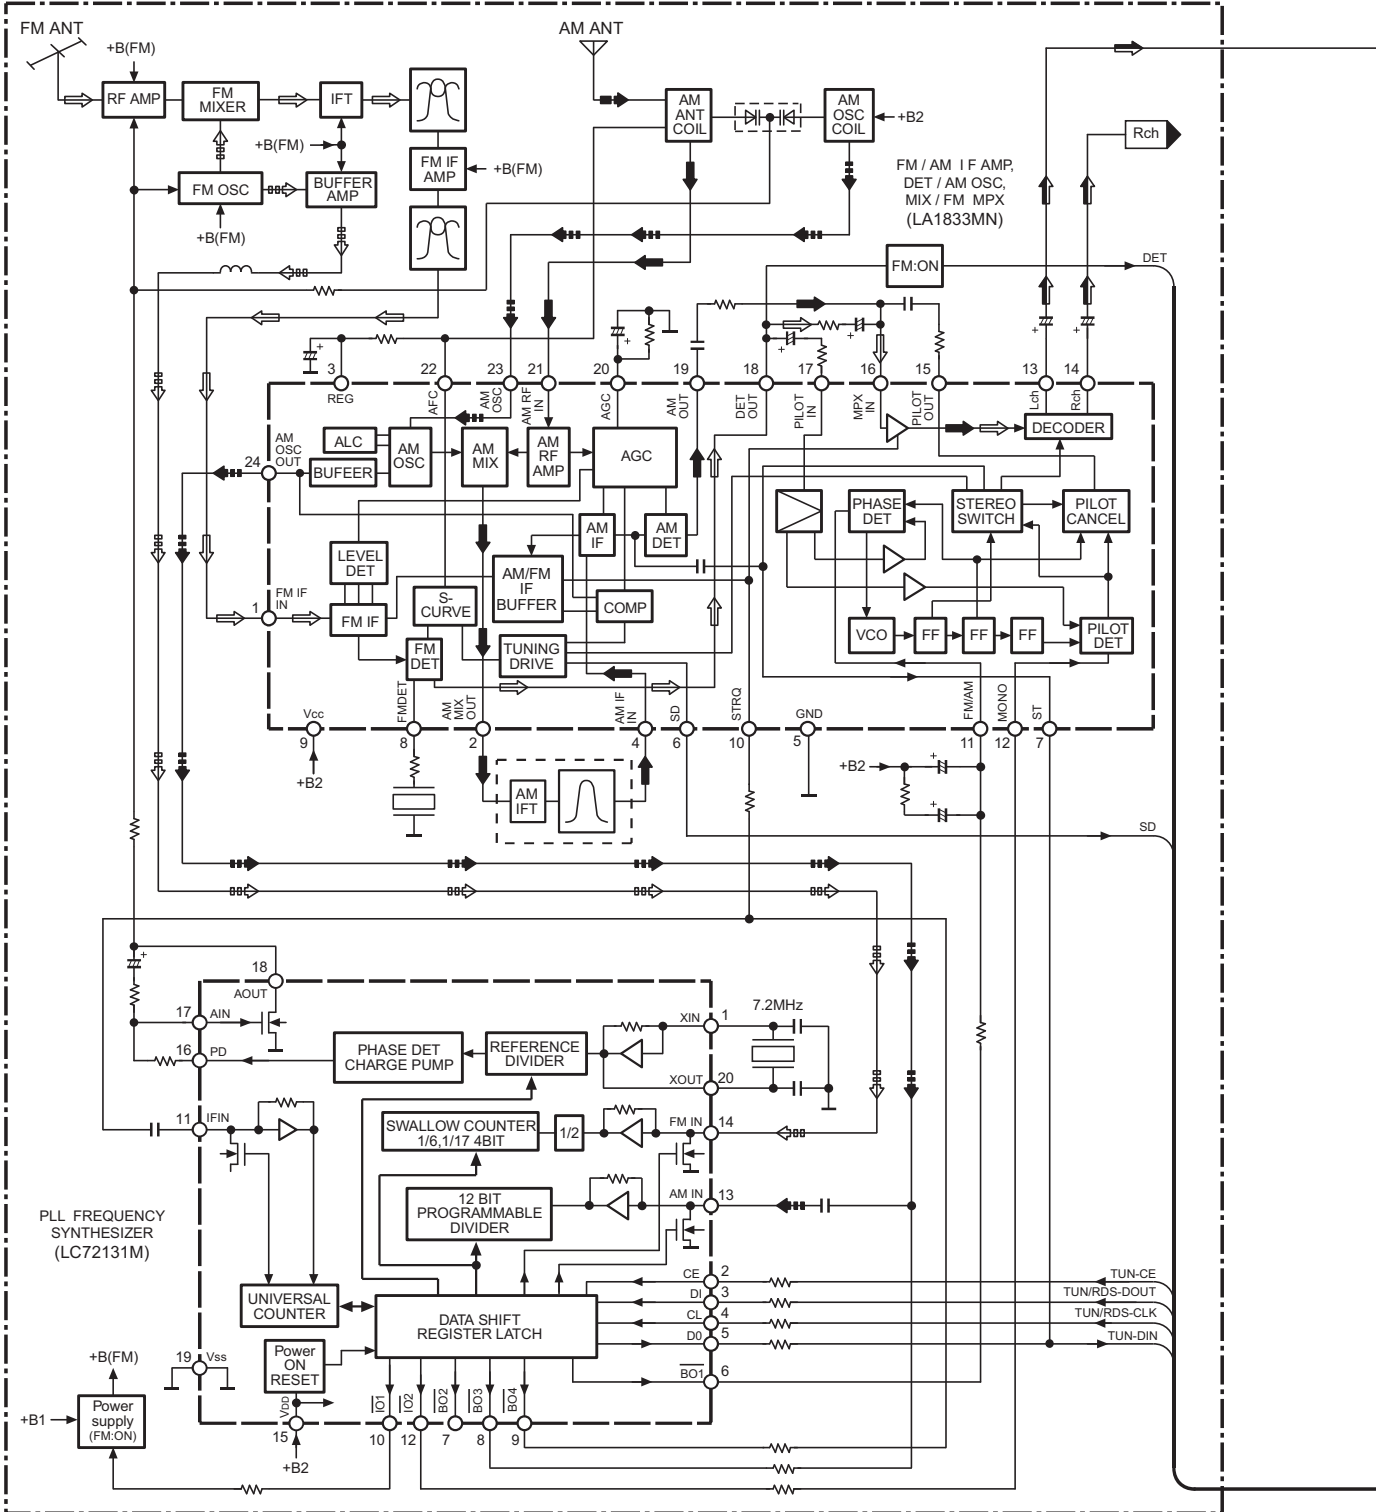 FM ANT
AM ANT
+B(FM)
RF AMP
FM
MIXER
IFT
AM
ANT
COIL
AM
OSC
COIL
+B2
Rch
+B(FM)
FM IF
AMP
+B(FM)
FM OSC
BUFFER
AMP
+B(FM)
FM / AM I F AMP,
DET / AM OSC,
MIX / FM MPX
(LA1833MN)
FM:ON
DET
3
22
23
21
20
19
18
17
16
15
13
14
REG
AFC
AM
OSC
AM RF
IN
AGC
AM
OUT
DET
OUT
PILOT
IN
MPX
IN
PILOT
OUT
Lch
Rch
AM
OSC
OUT
24
ALC
BUFEER
AM
OSC
AM
MIX
AM
RF
AMP
AGC
DECODER
PHASE
DET
STEREO
SWITCH
PILOT
CANCEL
AM
IF
AM
DET
LEVEL
DET
AM/FM
IF
BUFFER
S-
CURVE
COMP
FM IF
IN
1
FM IF
FM
DET
TUNING
DRIVE
VCO
FF
FF
FF
PILOT
DET
Vcc
9
+B2
FMDET
8
AM
MIX
OUT
2
AM IF
IN
4
SD
6
STRQ
10
GND
5
FM/AM
11
MONO
12
ST
7
+B2
AM
IFT
SD
18
AOUT
17
AIN
16
PD
PHASE DET
CHARGE PUMP
REFERENCE
DIVIDER
XIN
1
7.2MHz
XOUT
20
11
IFIN
SWALLOW COUNTER
1/6,1/17 4BIT
1/2
FM IN
14
12 BIT
PROGRAMMABLE
DIVIDER
AM IN
13
PLL FREQUENCY
SYNTHESIZER
(LC72131M)
UNIVERSAL
COUNTER
DATA SHIFT
REGISTER LATCH
CE
2
TUN-CE
DI
3
TUN/RDS-DOUT
CL
4
TUN/RDS-CLK
D0
5
TUN-DIN
BO1
6
+B(FM)
19
Vss
Power
ON
RESET
+B1
Power
supply
(FM:ON)
VDD
15
+B2
IO1
10
IO2
12
BO2
7
BO3
8
BO4
9